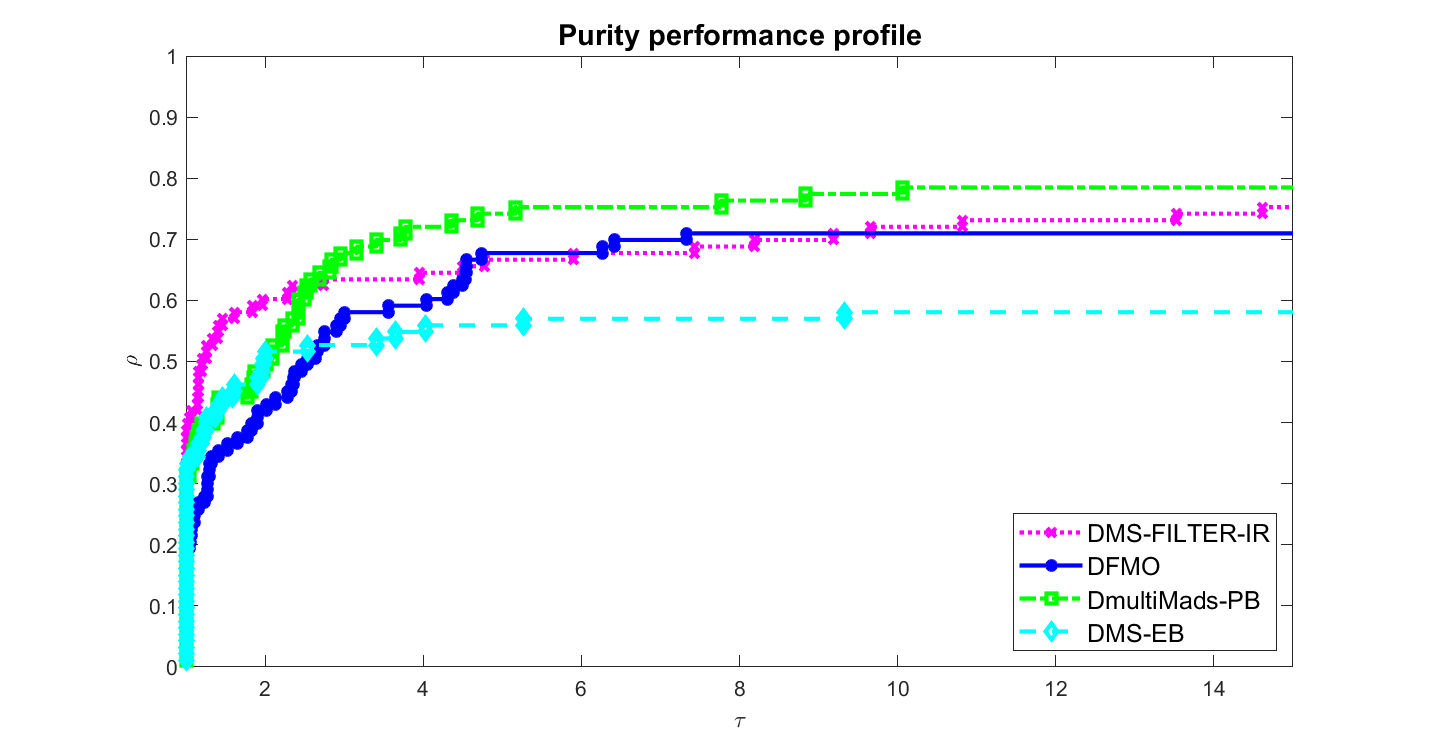 Purity performance profile
1
0.9
0.8
0.7
0.6
0.5
0.4
0.3
0.2
0.1
0
ρ
2
4
6
8
10
12
14
τ
DMS-FILTER-IR
DFMO
DmultiMads-PB
DMS-EB